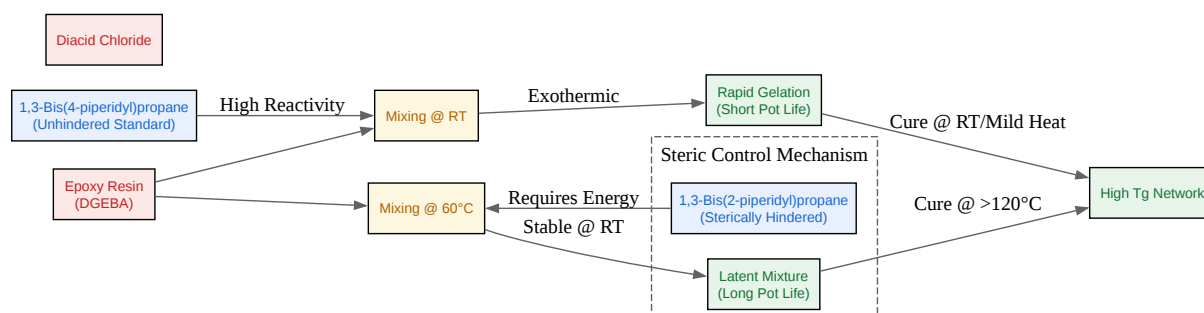 Diacid Chloride
1,3-Bis(4-piperidyl)propane
(Unhindered Standard)
High Reactivity
Mixing @ RT
Exothermic
Rapid Gelation
(Short Pot Life)
Cure @ RT/Mild Heat
Steric Control Mechanism
Epoxy Resin
(DGEBA)
Mixing @ 60°C
Requires Energy
Stable @ RT
1,3-Bis(2-piperidyl)propane
(Sterically Hindered)
Cure @ >120°C
High Tg Network
Latent Mixture
(Long Pot Life)